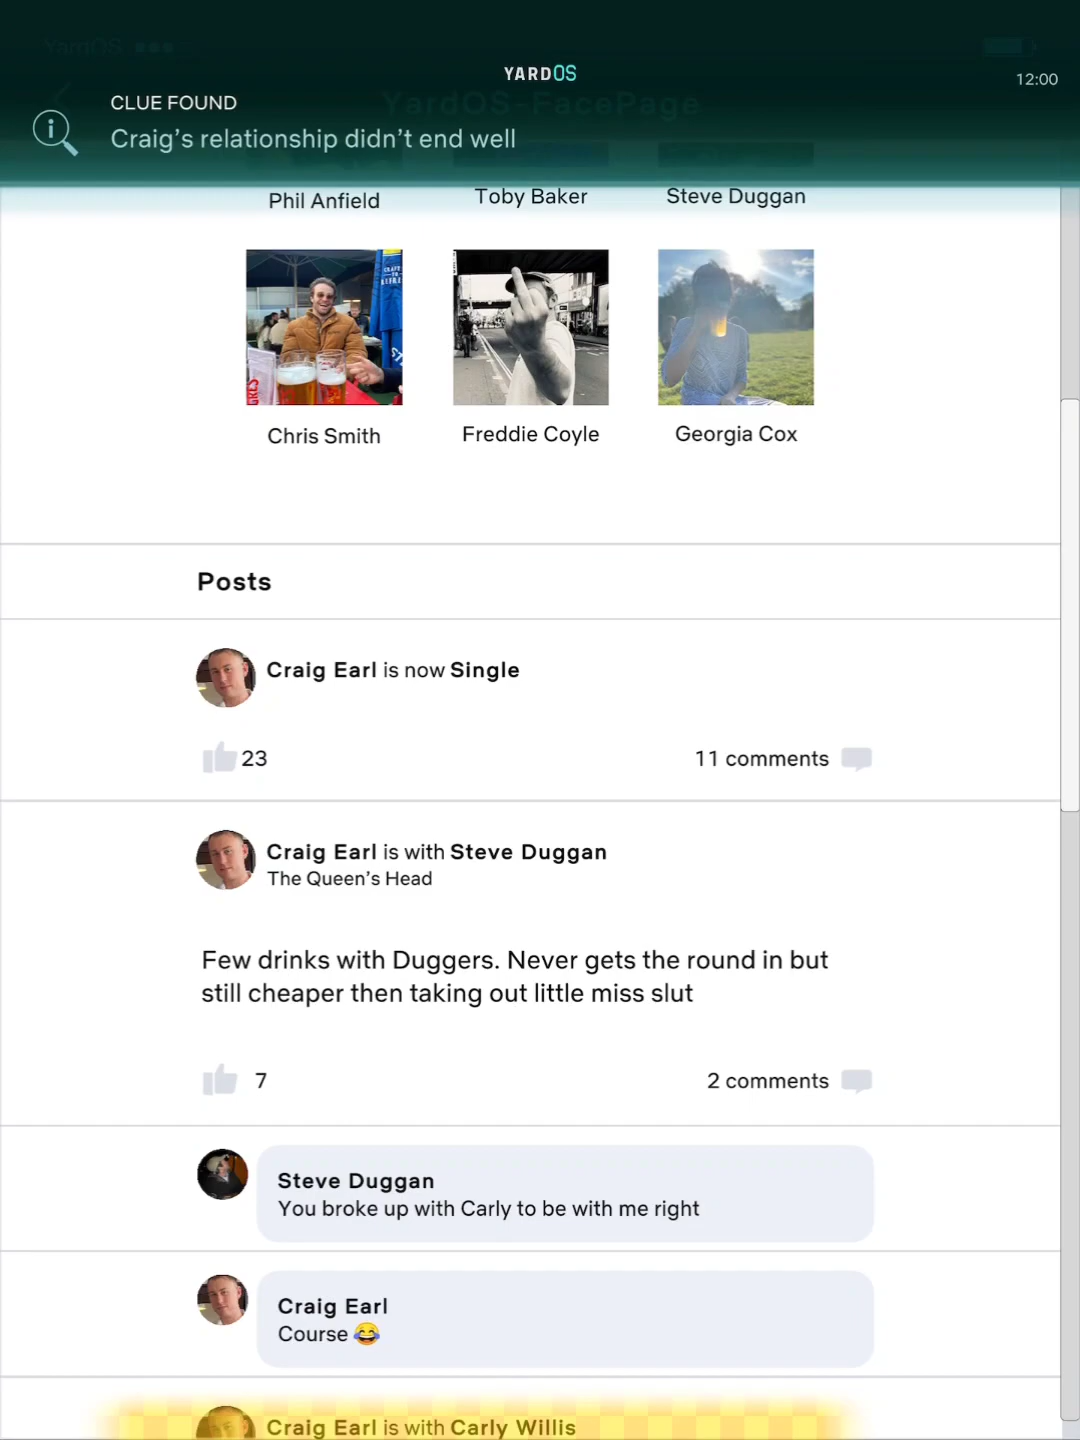 YardOS
YARDOS
12:00
YardOS-FacePage
CLUE FOUND
Craig's relationship didn't end well
Phil Anfield
Toby Baker
Steve Duggan
Chris Smith
Freddie Coyle
Georgia Cox
Posts
Craig Earl is now Single
23
11 comments
Craig Earl is with Steve Duggan
The Queen's Head
Few drinks with Duggers. Never gets the round in but
still cheaper then taking out little miss slut
7
2 comments
Steve Duggan
You broke up with Carly to be with me right
Craig Earl
Course 😂
Craig Earl is with Carly Willis